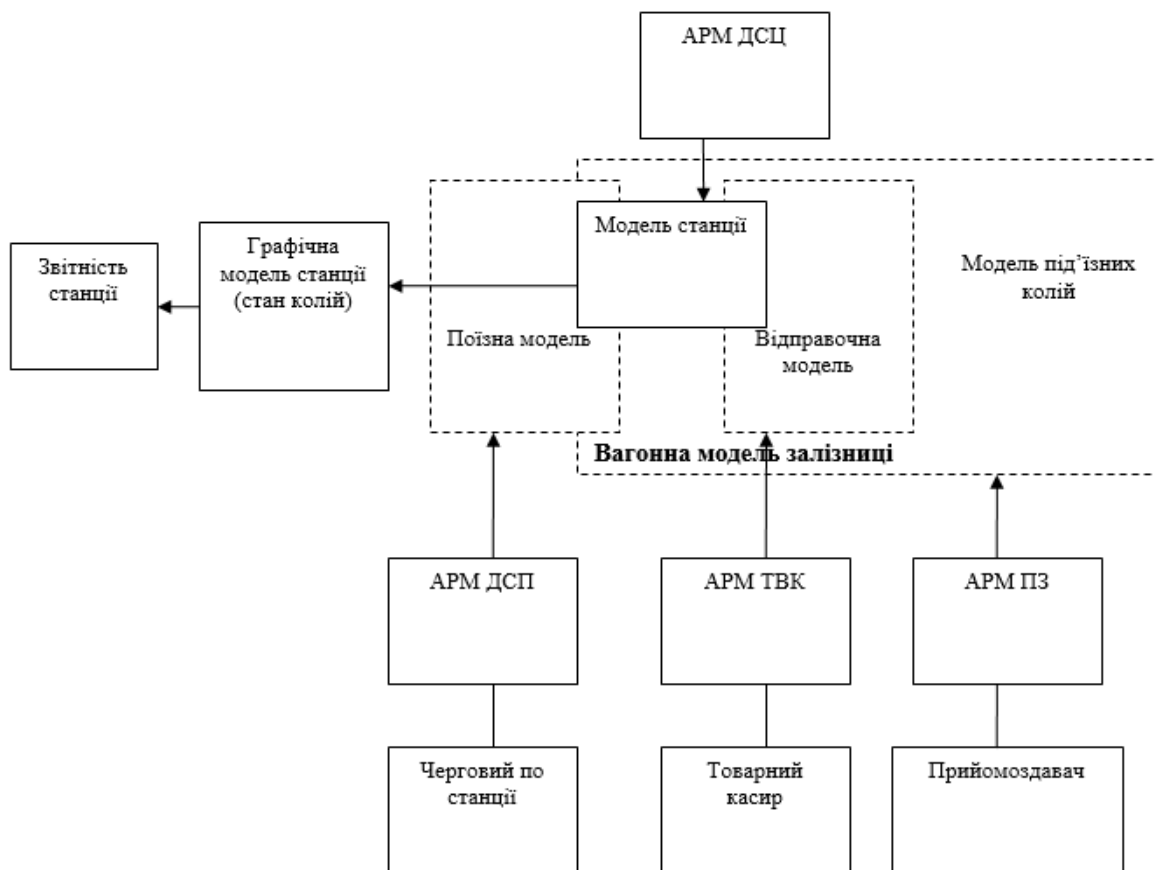 АРМ ДСЦ
Модель станції
Графічна
модель станції
(стан колій)
Звітність
станції
Модель під’їзних
колій
Поїзна модель
Відправочна
модель
Вагонна модель залізниці
АРМ ДСП
АРМ ТВК
АРМ ПЗ
Черговий по
станції
Товарний
касир
Прийомоздавач